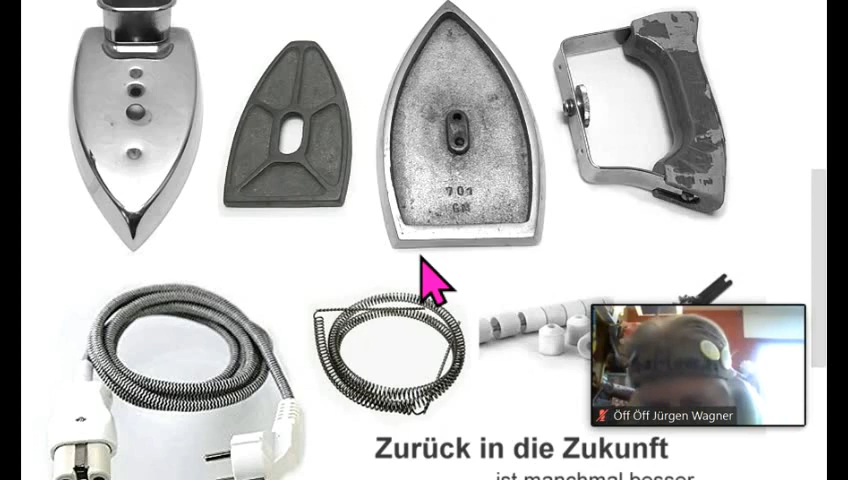 701
Öff Öff Jürgen Wagner
Zurück in die Zukunft
ist manchmal besser